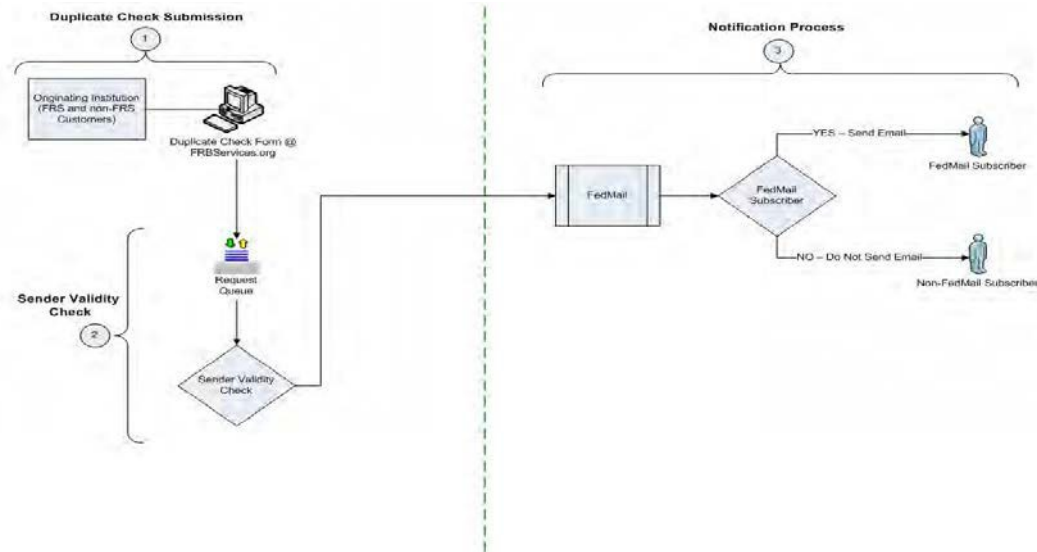 Duplicate Check Submission
1
Originating Institution
(FRS and non-FRS
Customers)
Duplicate Check Form @
FRBServices.org
Request
Queue
Sender Validity
Check
2
Sender Validity
Check
Notification Process
3
FedMail
FedMail
Subscriber
YES – Send Email
FedMail Subscriber
NO – Do Not Send Email
Non-FedMail Subscriber